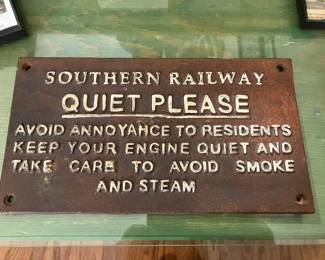 SOUTHERN RAILWAY
QUIET PLEASE
AVOID ANNOYANCE TO RESIDENTS
KEEP YOUR ENGINE QUIET AND
TAKE CARE TO AVOID SMOKE
AND STEAM